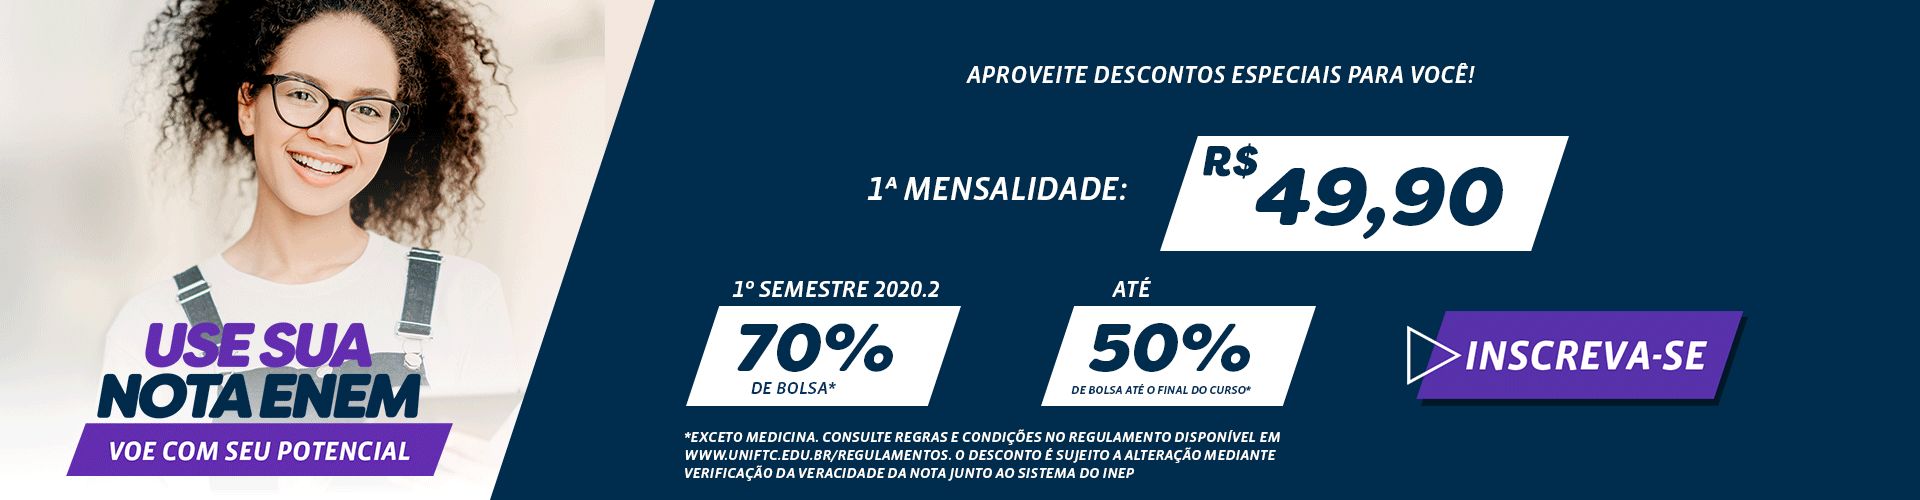 USE SUA
NOTA ENEM
VOE COM SEU POTENCIAL
APROVEITE DESCONTOS ESPECIAIS PARA VOCÊ!
1ª MENSALIDADE:
R$ 49,90
1º SEMESTRE 2020.2
70%
DE BOLSA*
ATÉ
50%
DE BOLSA ATÉ O FINAL DO CURSO*
INSCREVA-SE
*EXCETO MEDICINA. CONSULTE REGRAS E CONDIÇÕES NO REGULAMENTO DISPONÍVEL EM
WWW.UNIFTC.EDU.BR/REGULAMENTOS. O DESCONTO É SUJEITO A ALTERAÇÃO MEDIANTE
VERIFICAÇÃO DA VERACIDADE DA NOTA JUNTO AO SISTEMA DO INEP